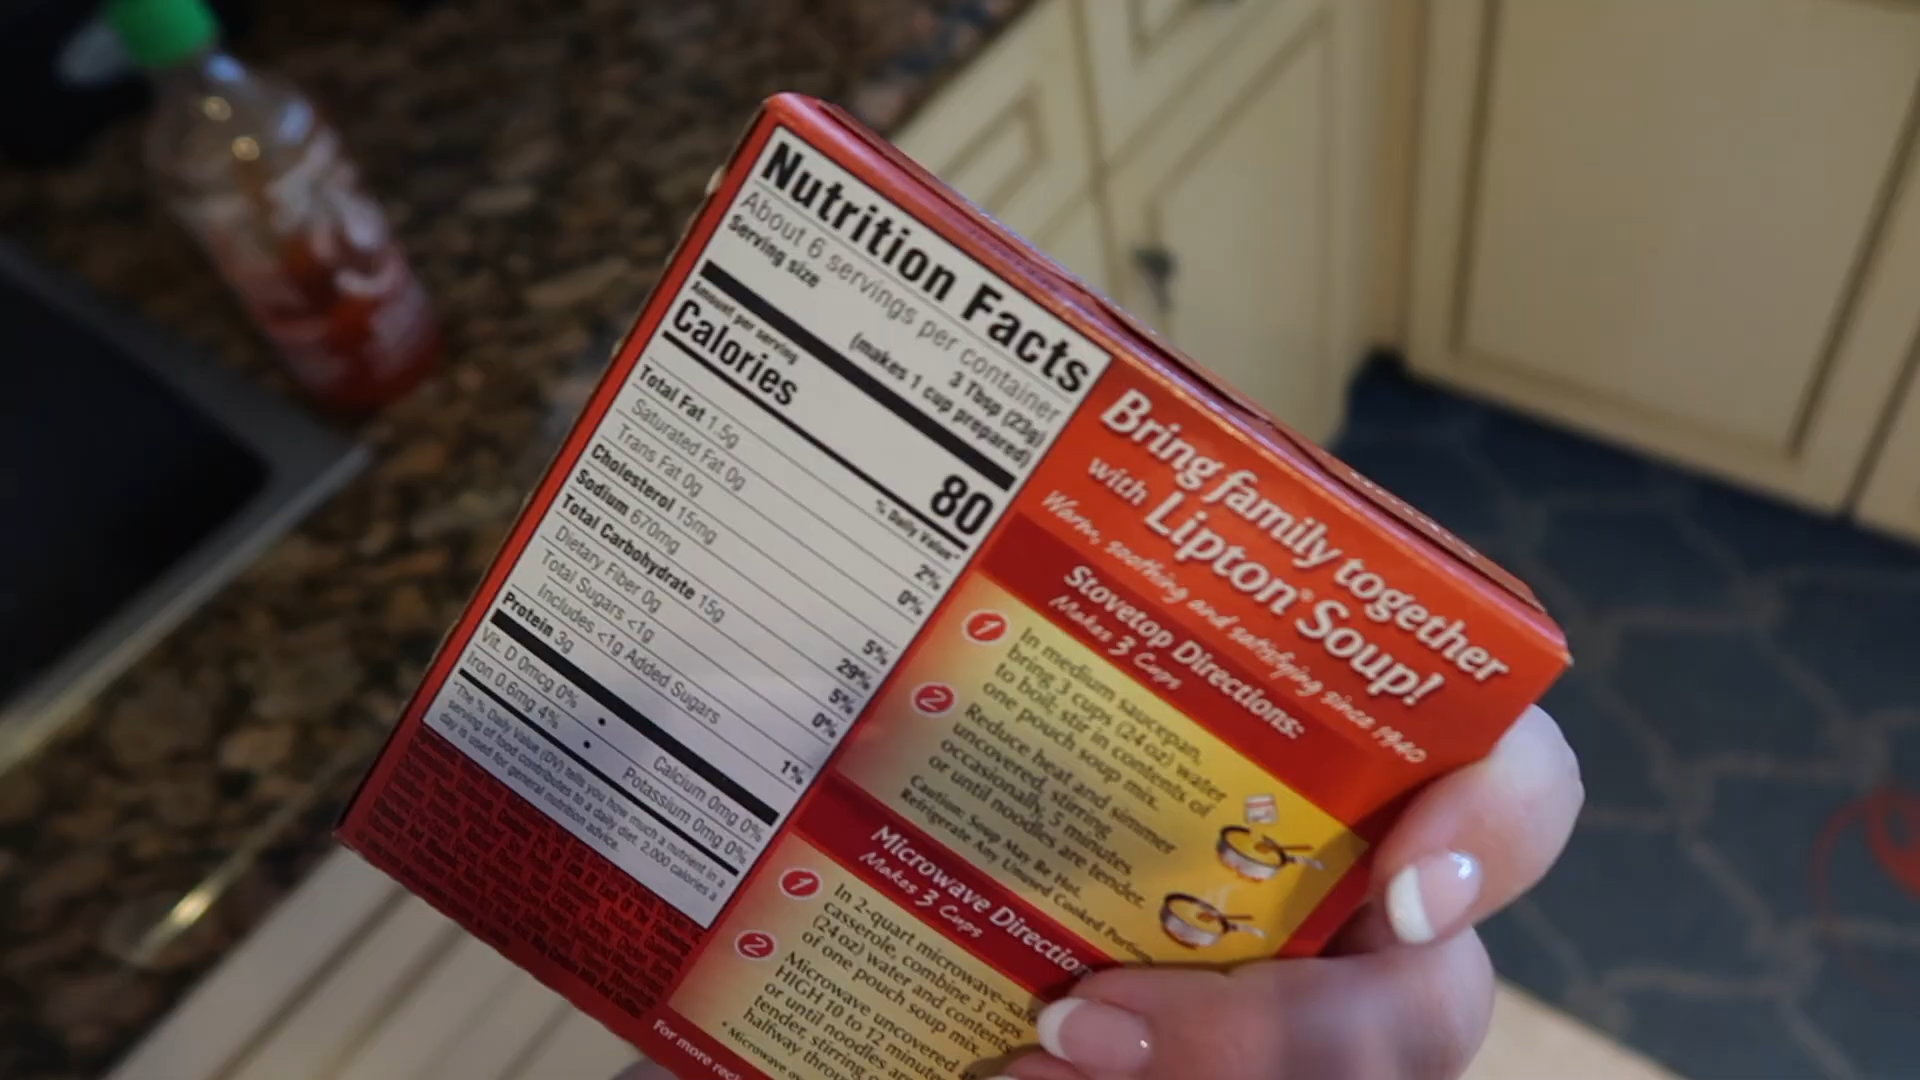 Nutrition Facts
About 6 servings per container
Serving size 3 Tbsp (23g)
(makes 1 cup prepared)
Amount per serving
Calories 80
% Daily Value*
Total Fat 1.5g 2%
Saturated Fat 0g 0%
Trans Fat 0g
Cholesterol 15mg 5%
Sodium 670mg 29%
Total Carbohydrate 15g 5%
Dietary Fiber 0g 0%
Total Sugars <1g
Includes <1g Added Sugars 1%
Protein 3g
Vit. D 0mcg 0% • Calcium 0mg 0%
Iron 0.6mg 4% • Potassium 0mg 0%
*The % Daily Value (DV) tells you how much a nutrient in a
serving of food contributes to a daily diet. 2,000 calories a
day is used for general nutrition advice.
Bring family together
with Lipton® Soup!
Warm, soothing and satisfying since 1940
Stovetop Directions:
Makes 3 Cups
1 In medium saucepan,
bring 3 cups (24 oz) water
to boil; stir in contents of
one pouch soup mix.
2 Reduce heat and simmer
uncovered, stirring
occasionally, 5 minutes
or until noodles are tender.
Caution: Soup May Be Hot.
Refrigerate Any Unused Cooked Portion
Microwave Direction
Makes 3 Cups
1 In 2-quart microwave-safe
casserole, combine 3 cups
(24 oz) water and contents
of one pouch soup mix.
2 Microwave uncovered
HIGH 10 to 12 minute
or until noodles are
tender, stirring
halfway throu
• Microwave
For more